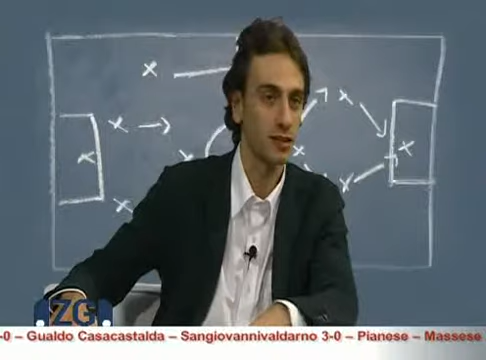 ZG
-0 – Gualdo Casacastalda – Sangiovannivaldarno 3-0 – Pianese – Massese